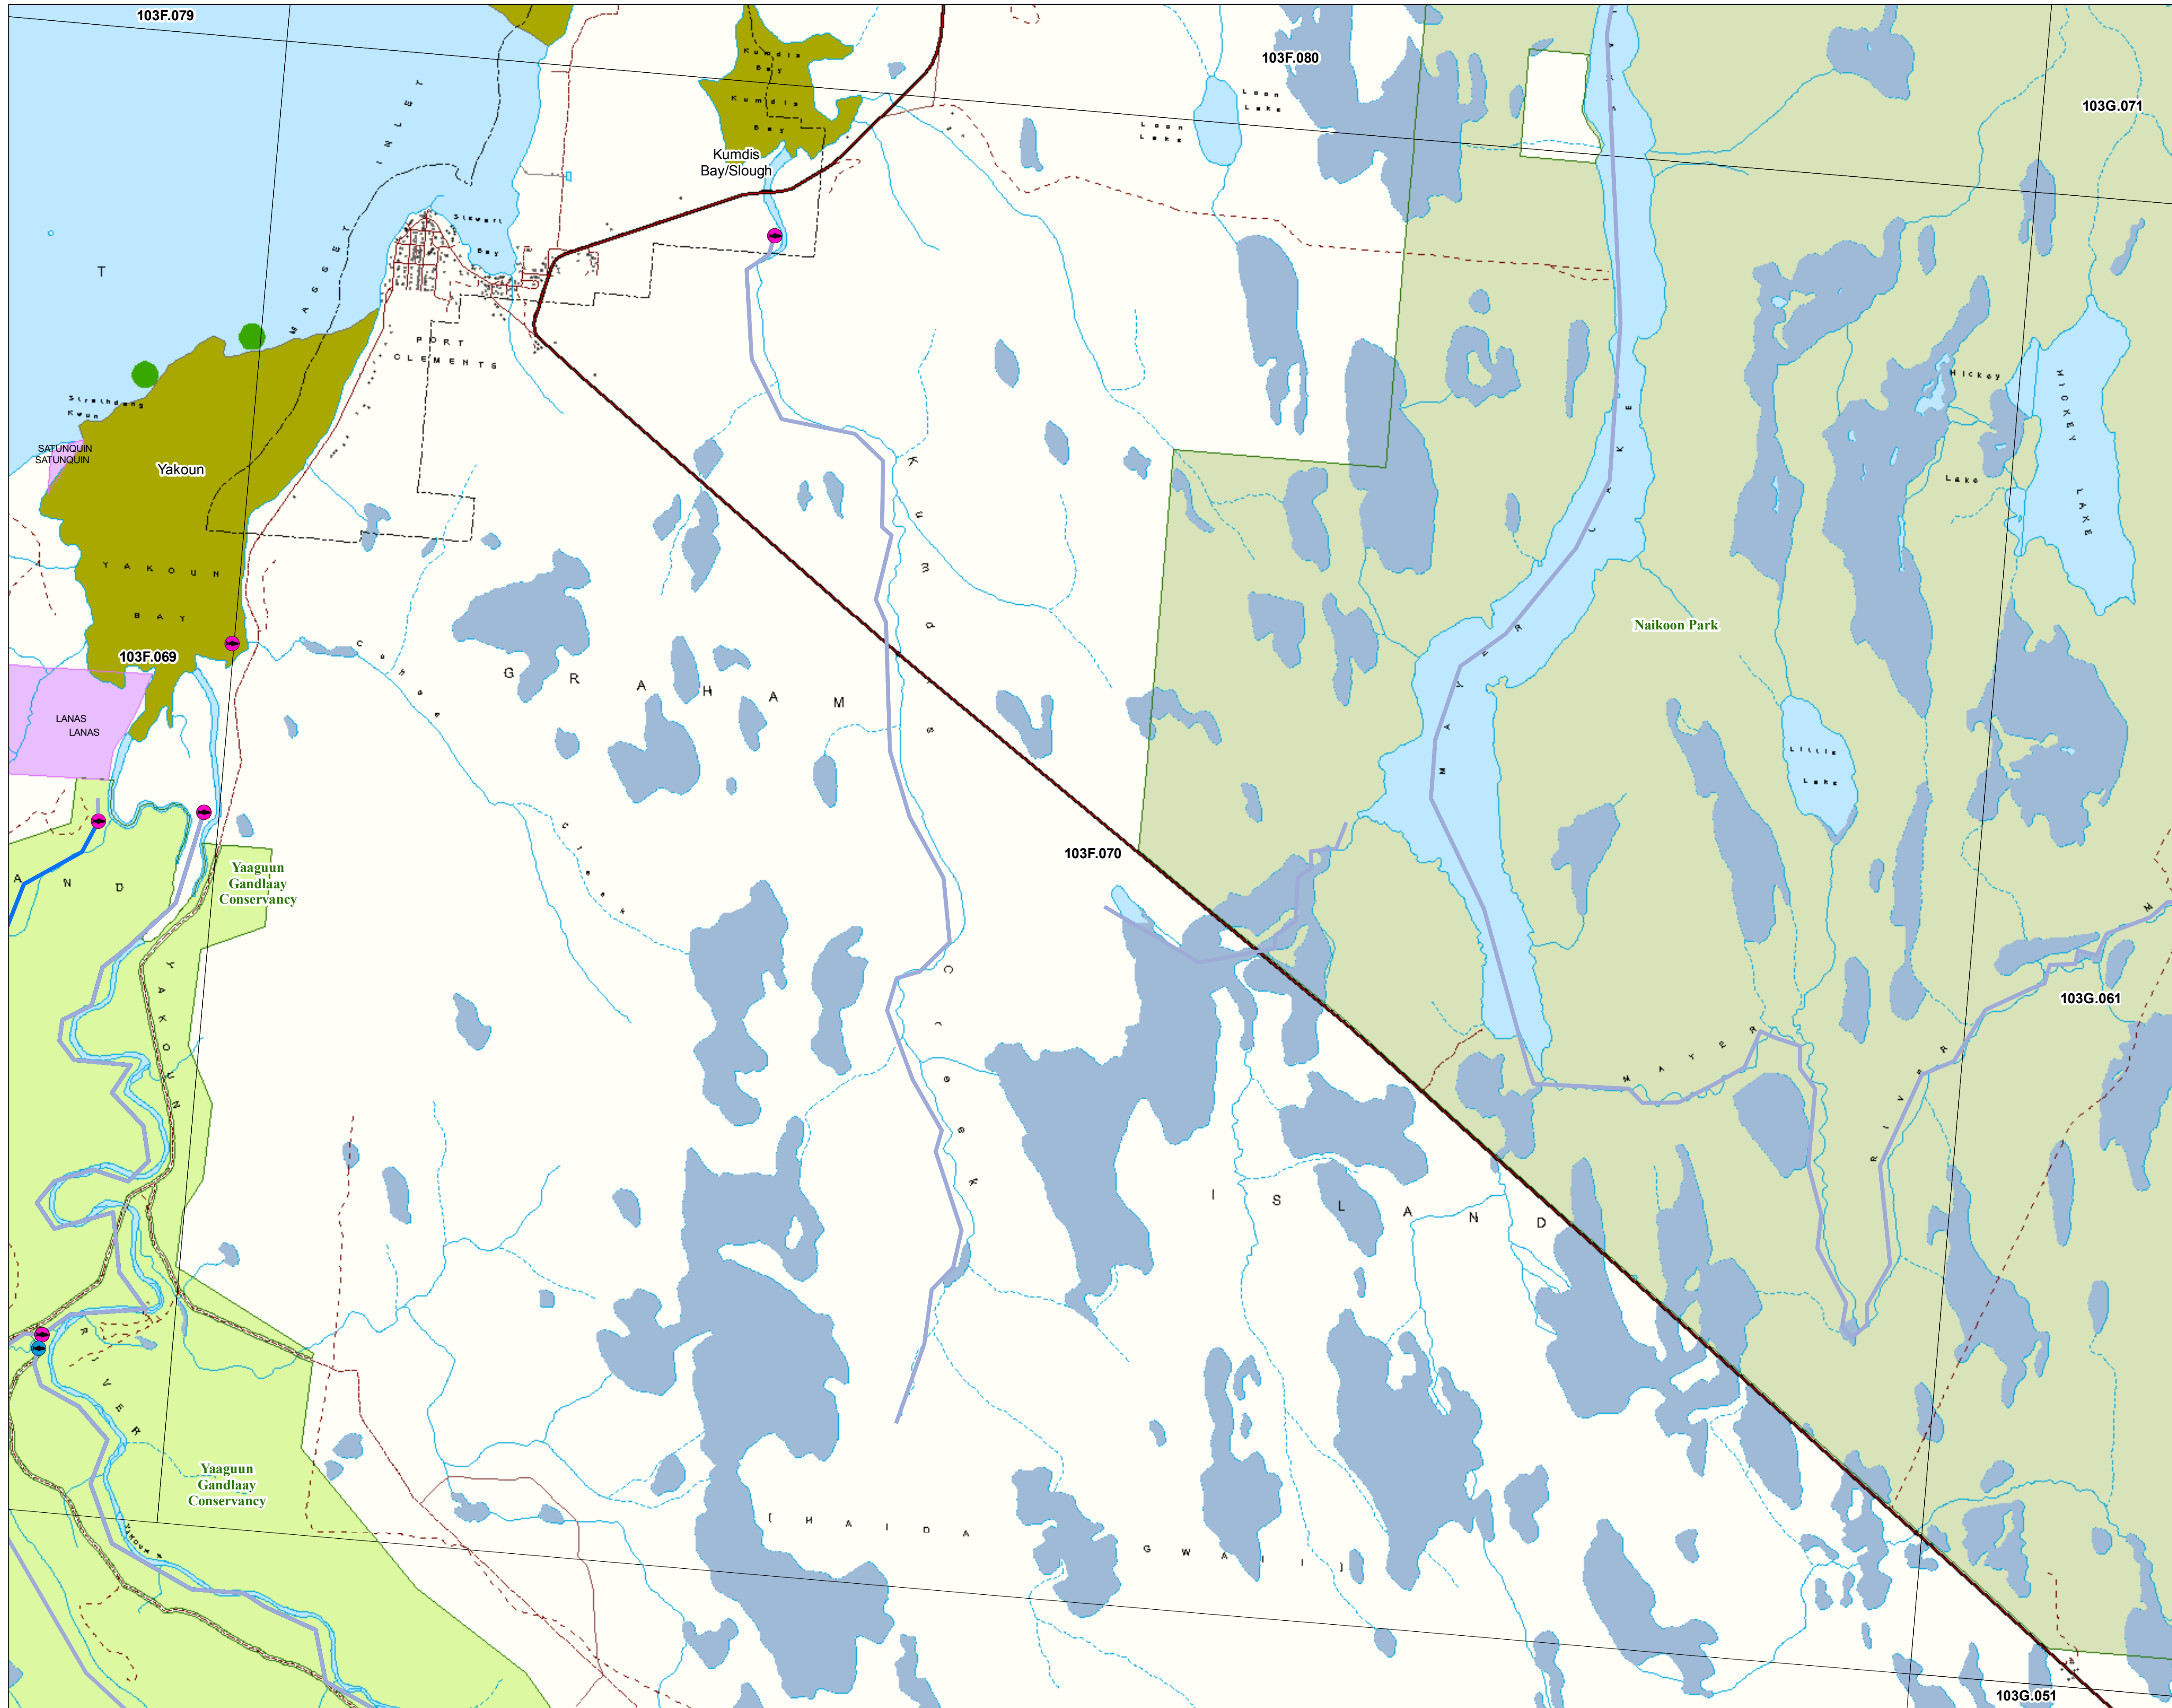 103F.079
103F.080
103G.071
Kumdis
Bay
Kumdis
Bay
Kumdis
Bay/Slough
Loon
Lake
Loon
Lake
MASSET INLET
Stewart
Bay
T
PORT
CLEMENTS
Strathdang
Kwun
SATUNQUIN
SATUNQUIN
Yakoun
YAKOUN
BAY
103F.069
LANAS
LANAS
Hickey
Lake
HICKEY LAKE
MAYER LAKE
Naikoon Park
Kumdis Creek
GRAHAM
Little
Lake
Yaaguun
Gandlaay
Conservancy
AND
103F.070
103G.061
YAKOUN RIVER
MAYER RIVER
M
ISLAND
Yaaguun
Gandlaay
Conservancy
[HAIDA
GWAII]
103G.051